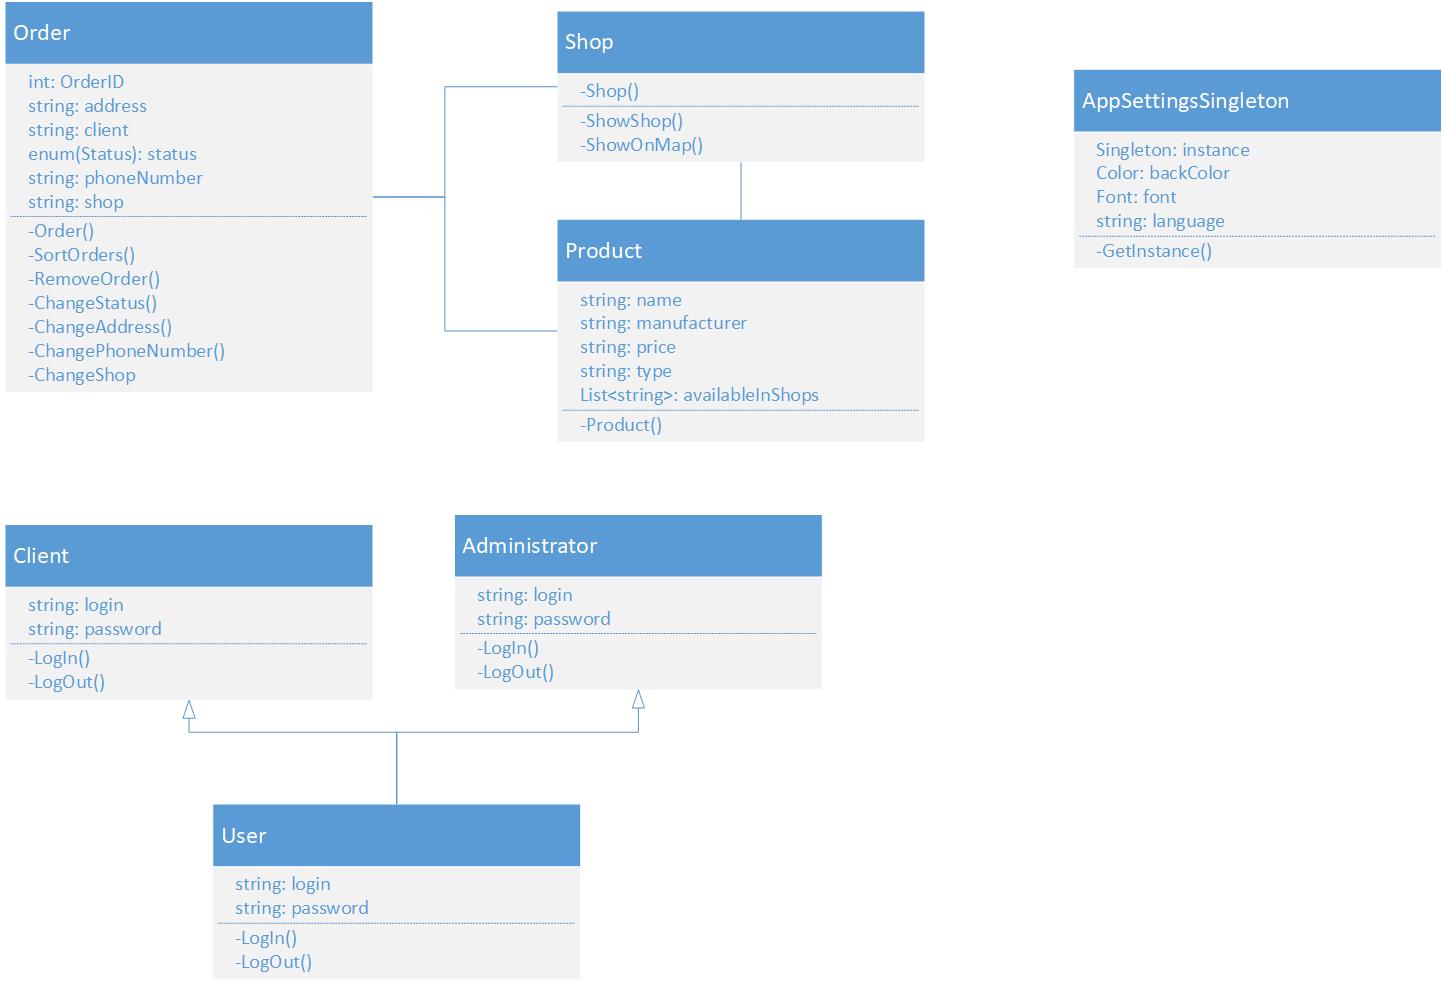 Order
int: OrderID
string: address
string: client
enum(Status): status
string: phoneNumber
string: shop
-Order()
-SortOrders()
-RemoveOrder()
-ChangeStatus()
-ChangeAddress()
-ChangePhoneNumber()
-ChangeShop
Shop
-Shop()
-ShowShop()
-ShowOnMap()
Product
string: name
string: manufacturer
string: price
string: type
List<string>: availableInShops
-Product()
AppSettingsSingleton
Singleton: instance
Color: backColor
Font: font
string: language
-GetInstance()
Client
string: login
string: password
-LogIn()
-LogOut()
Administrator
string: login
string: password
-LogIn()
-LogOut()
User
string: login
string: password
-LogIn()
-LogOut()